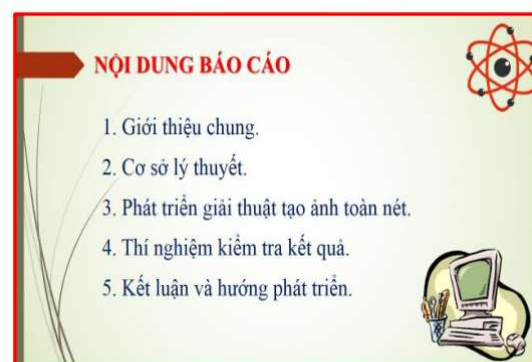 NỘI DUNG BÁO CÁO
1. Giới thiệu chung.
2. Cơ sở lý thuyết.
3. Phát triển giải thuật tạo ảnh toàn nét.
4. Thí nghiệm kiểm tra kết quả.
5. Kết luận và hướng phát triển.